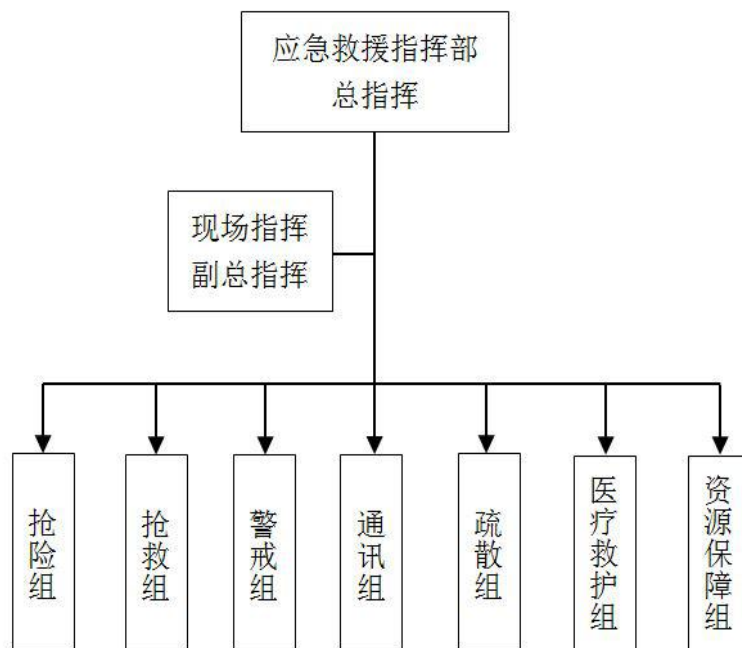 应急救援指挥部
总指挥
现场指挥
副总指挥
抢险组
抢救组
警戒组
通讯组
疏散组
医疗救护组
资源保障组